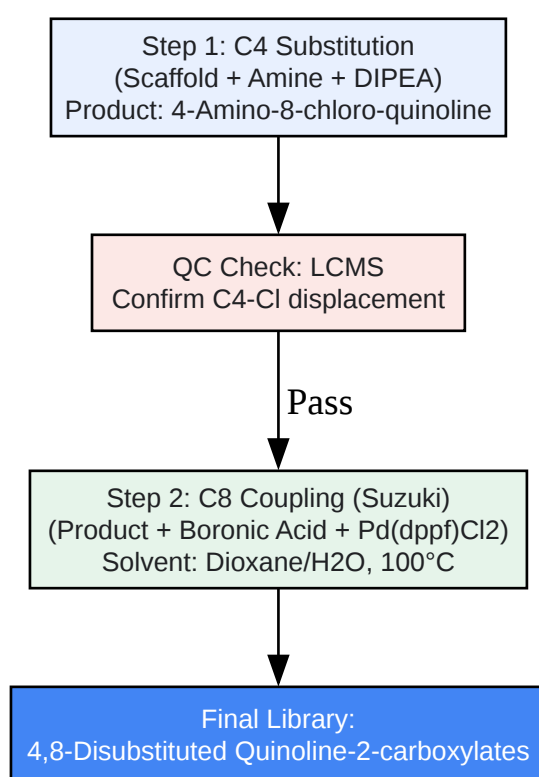 Step 1: C4 Substitution
(Scaffold + Amine + DIPEA)
Product: 4-Amino-8-chloro-quinoline
QC Check: LCMS
Confirm C4-Cl displacement
Pass
Step 2: C8 Coupling (Suzuki)
(Product + Boronic Acid + Pd(dppf)Cl2)
Solvent: Dioxane/H2O, 100°C
Final Library:
4,8-Disubstituted Quinoline-2-carboxylates